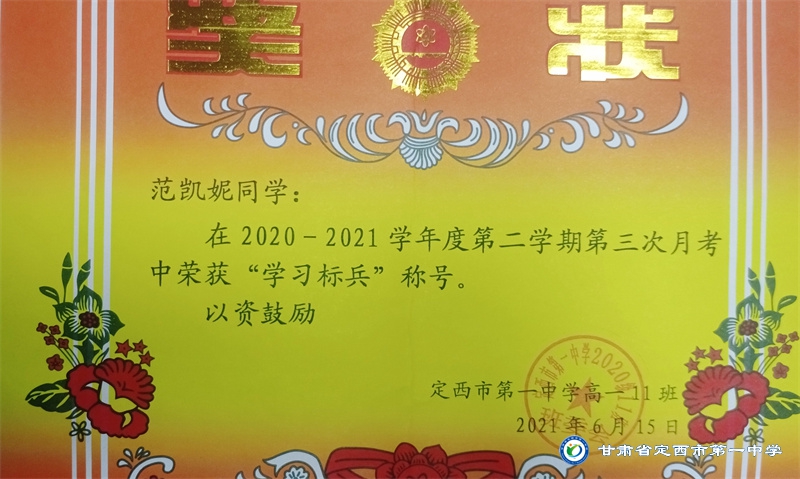 奖状
范凯妮同学：
在2020-2021学年度第二学期第三次月考
中荣获“学习标兵”称号。
以资鼓励
定西市第一中学高一11班
2021年6月15日
甘肃省定西市第一中学